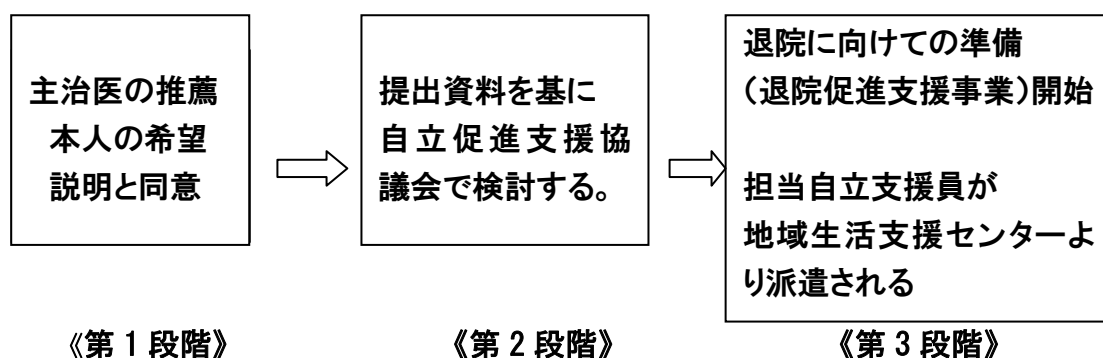 主治医の推薦
本人の希望
説明と同意
提出資料を基に
自立促進支援協
議会で検討する。
退院に向けての準備
（退院促進支援事業）開始
担当自立支援員が
地域生活支援センターよ
り派遣される
《第１段階》
《第２段階》
《第３段階》